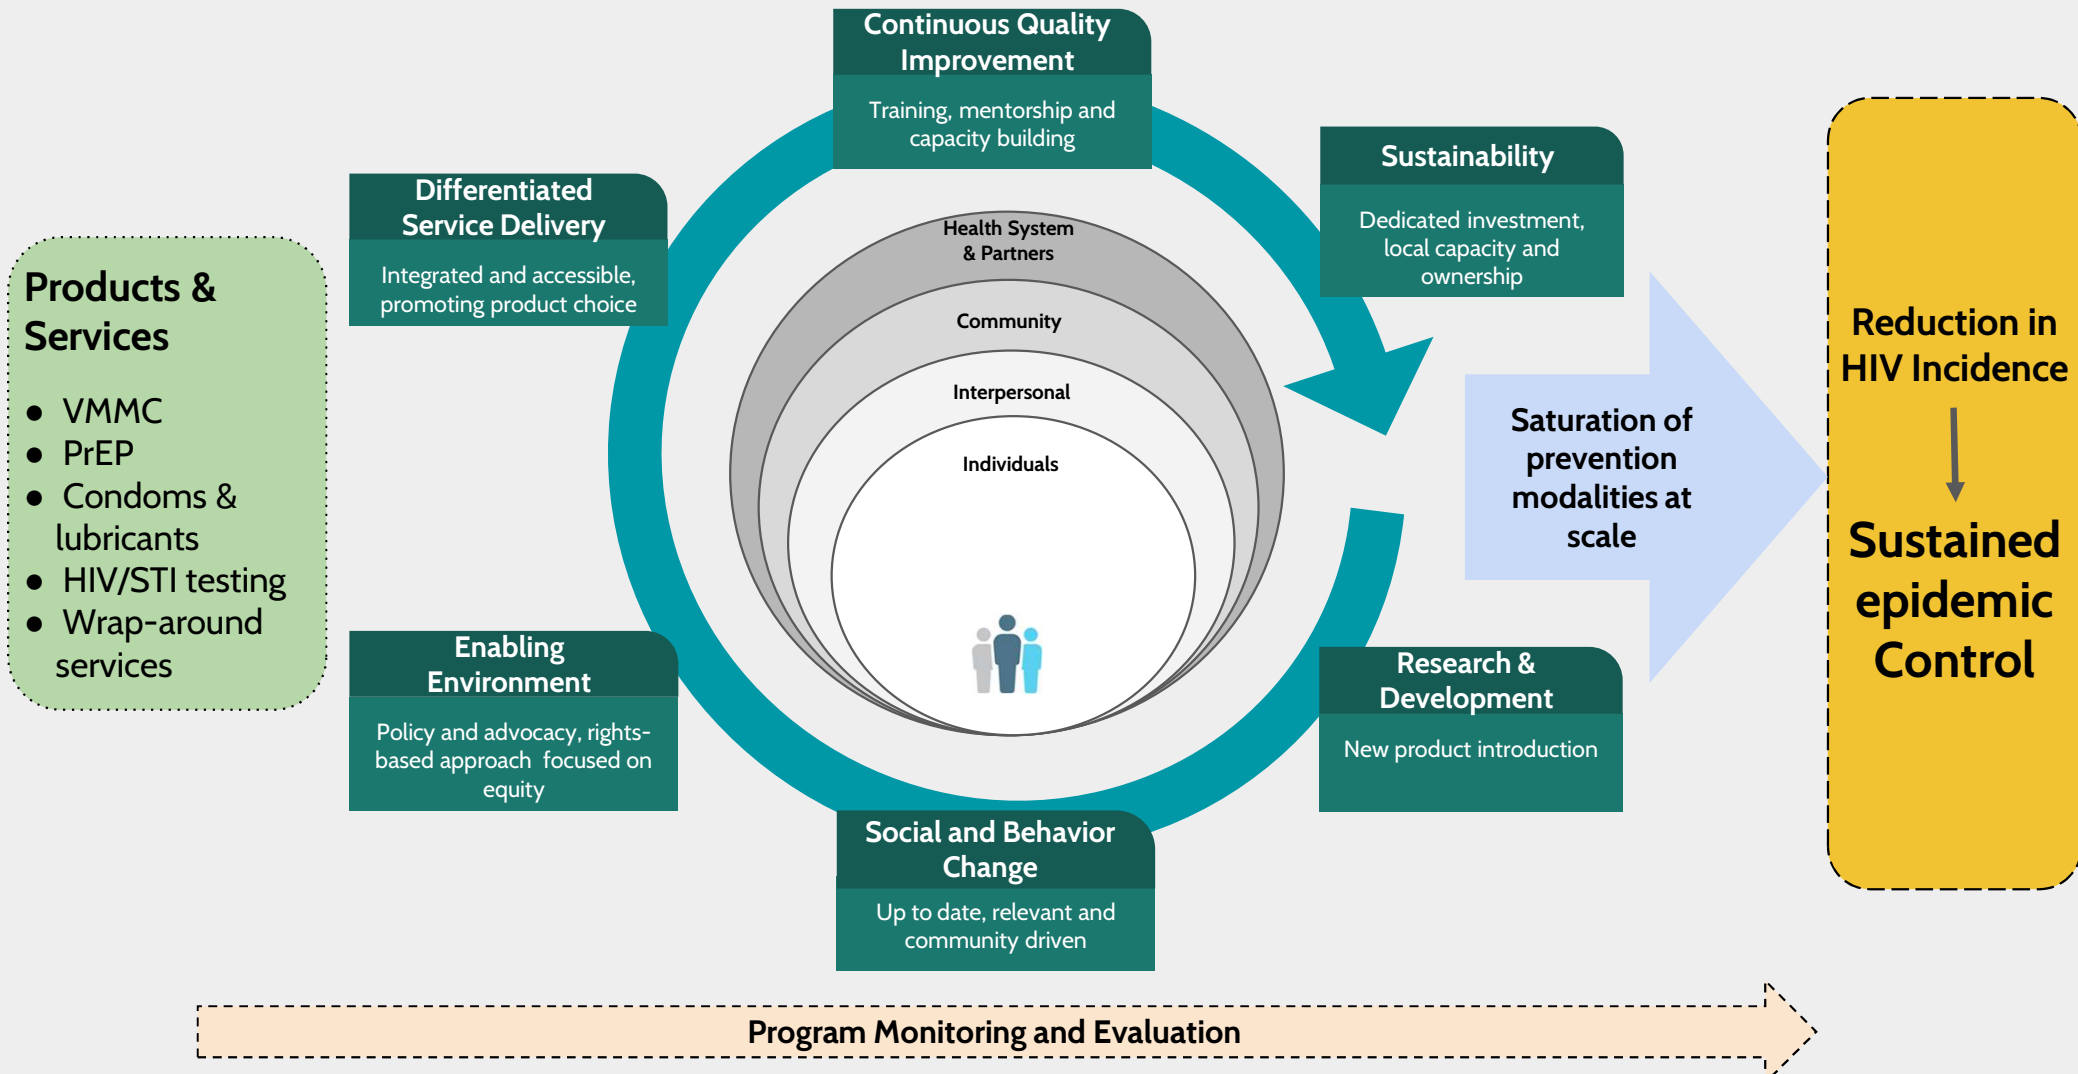 Products &
Services
● VMMC
● PrEP
● Condoms &
lubricants
● HIV/STI testing
● Wrap-around
services
Differentiated
Service Delivery
Integrated and accessible,
promoting product choice
Continuous Quality
Improvement
Training, mentorship and
capacity building
Sustainability
Dedicated investment,
local capacity and
ownership
Health System
& Partners
Community
Interpersonal
Individuals
Enabling
Environment
Policy and advocacy, rights-
based approach focused on
equity
Social and Behavior
Change
Up to date, relevant and
community driven
Research &
Development
New product introduction
Saturation of
prevention
modalities at
scale
Reduction in
HIV Incidence
Sustained
epidemic
Control
Program Monitoring and Evaluation